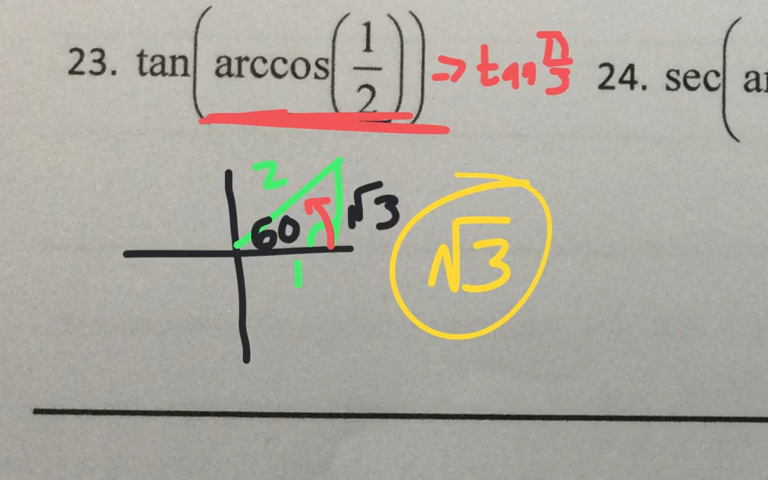 23. tan(arccos(1/2)) => tan π/3 24. sec(a
2
60 √3
1
√3